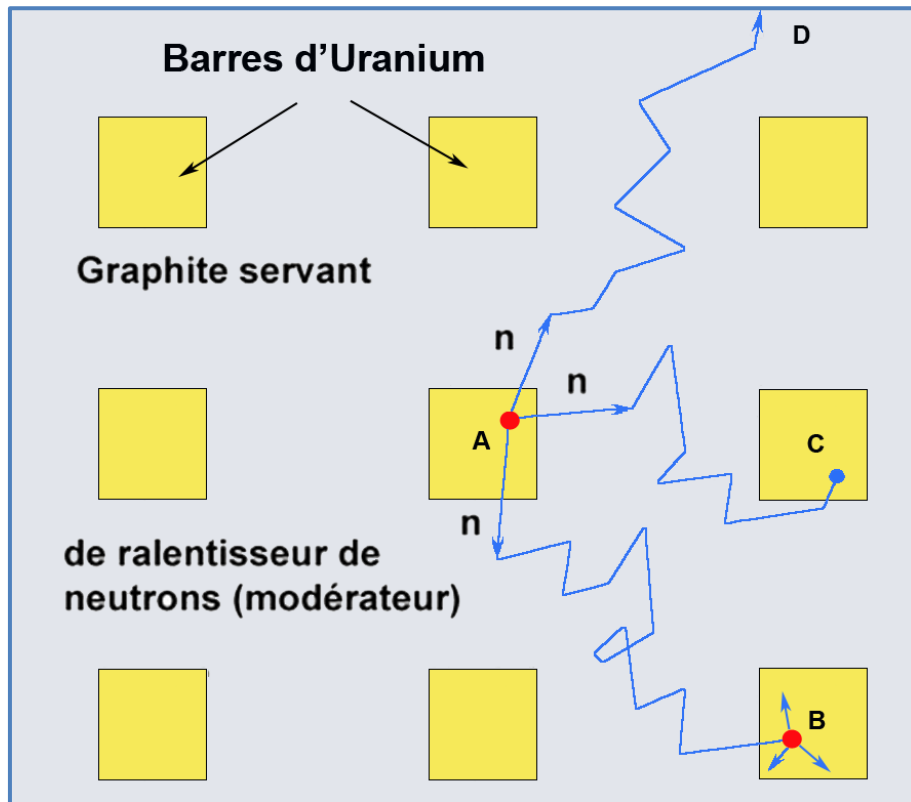 D
Barres d’Uranium
Graphite servant
n
n
A
C
n
de ralentisseur de
neutrons (modérateur)
B